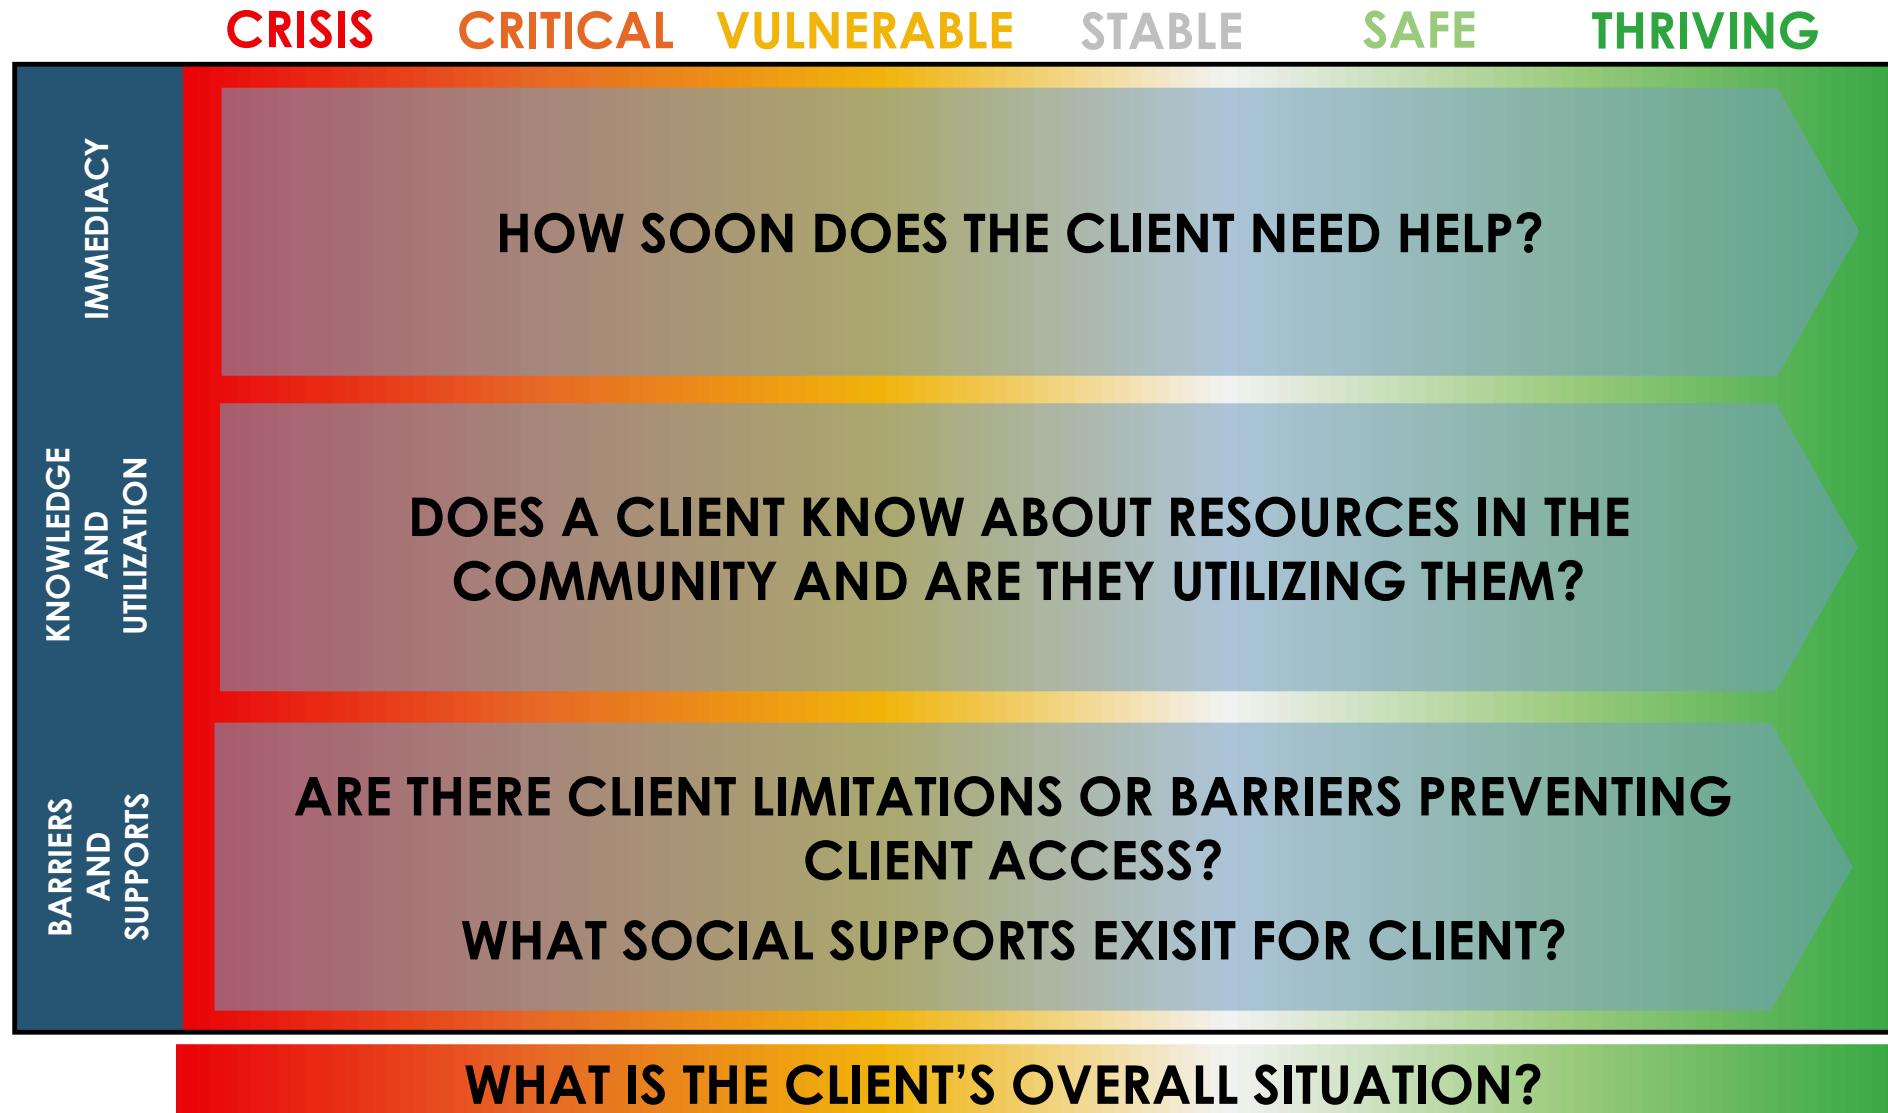 CRISIS CRITICAL VULNERABLE STABLE SAFE THRIVING
IMMEDIACY
HOW SOON DOES THE CLIENT NEED HELP?
KNOWLEDGE
AND
UTILIZATION
DOES A CLIENT KNOW ABOUT RESOURCES IN THE
COMMUNITY AND ARE THEY UTILIZING THEM?
BARRIERS
AND
SUPPORTS
ARE THERE CLIENT LIMITATIONS OR BARRIERS PREVENTING
CLIENT ACCESS?
WHAT SOCIAL SUPPORTS EXISIT FOR CLIENT?
WHAT IS THE CLIENT’S OVERALL SITUATION?